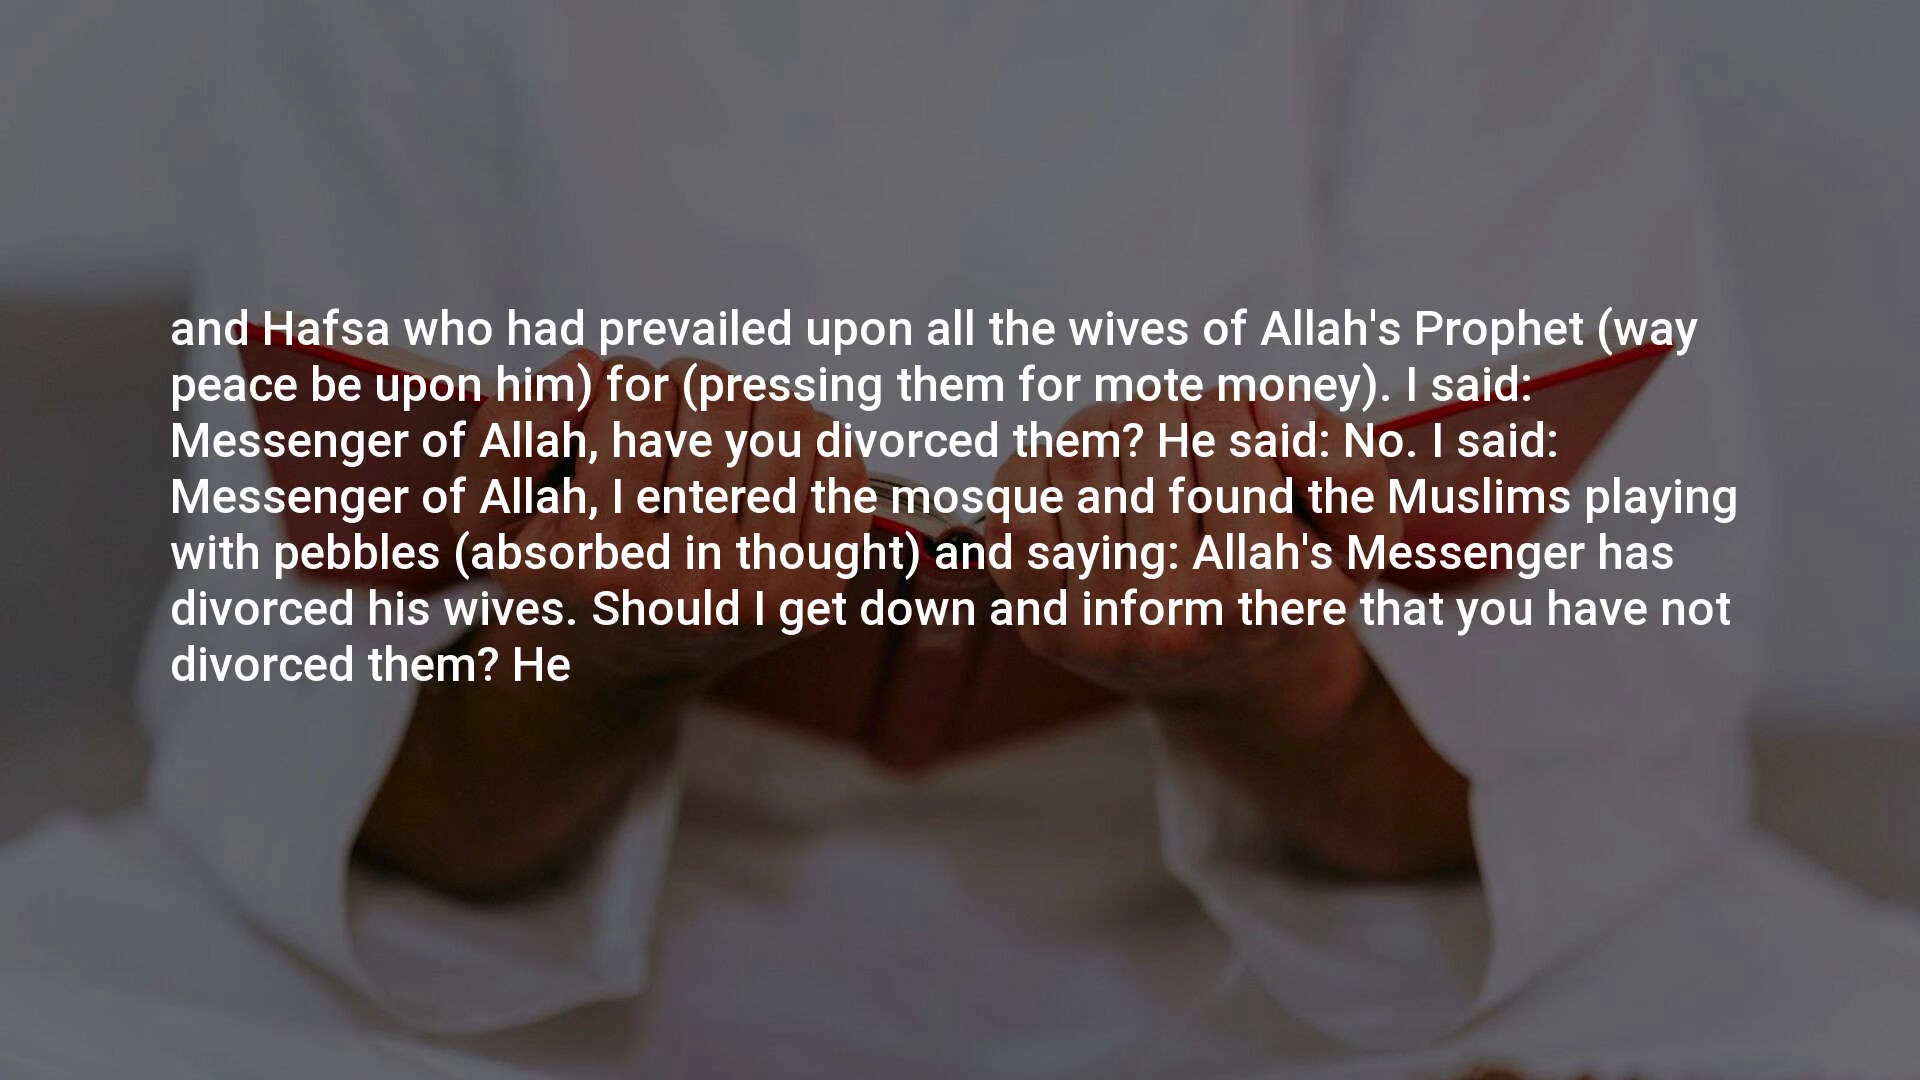 and Hafsa who had prevailed upon all the wives of Allah's Prophet (way
peace be upon him) for (pressing them for mote money). I said:
Messenger of Allah, have you divorced them? He said: No. I said:
Messenger of Allah, I entered the mosque and found the Muslims playing
with pebbles (absorbed in thought) and saying: Allah's Messenger has
divorced his wives. Should I get down and inform there that you have not
divorced them? He